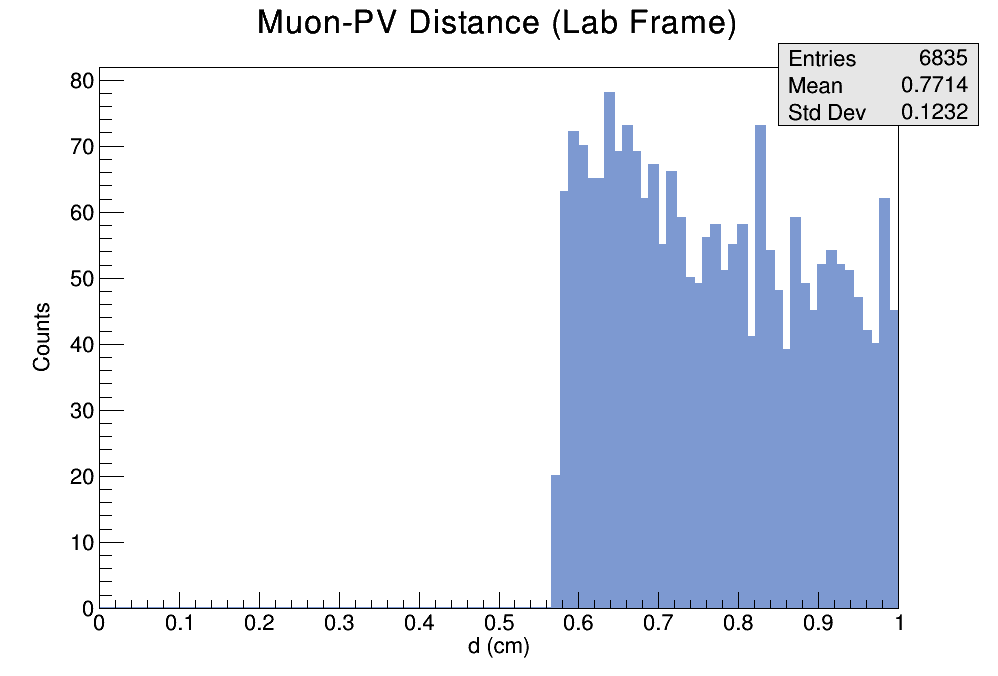 Muon-PV Distance (Lab Frame)
Entries 6835
Mean 0.7714
Std Dev 0.1232
80
70
60
50
40
30
20
10
0
Counts
0 0.1 0.2 0.3 0.4 0.5 0.6 0.7 0.8 0.9 1
d (cm)